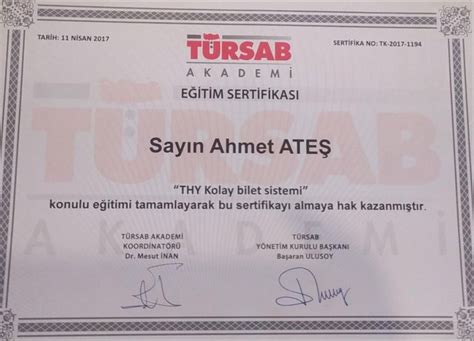 TARİH: 11 NİSAN 2017
SERTİFİKA NO: TK-2017-1194
TÜRSAB
AKADEMİ
EĞİTİM SERTİFİKASI
TÜRSAB
AKADEMİ
Sayın Ahmet ATEŞ
“THY Kolay bilet sistemi”
konulu eğitimi tamamlayarak bu sertifikayı almaya hak kazanmıştır.
TÜRSAB AKADEMİ
KOORDİNATÖRÜ
Dr. Mesut İNAN
TÜRSAB
YÖNETİM KURULU BAŞKANI
Başaran ULUSOY